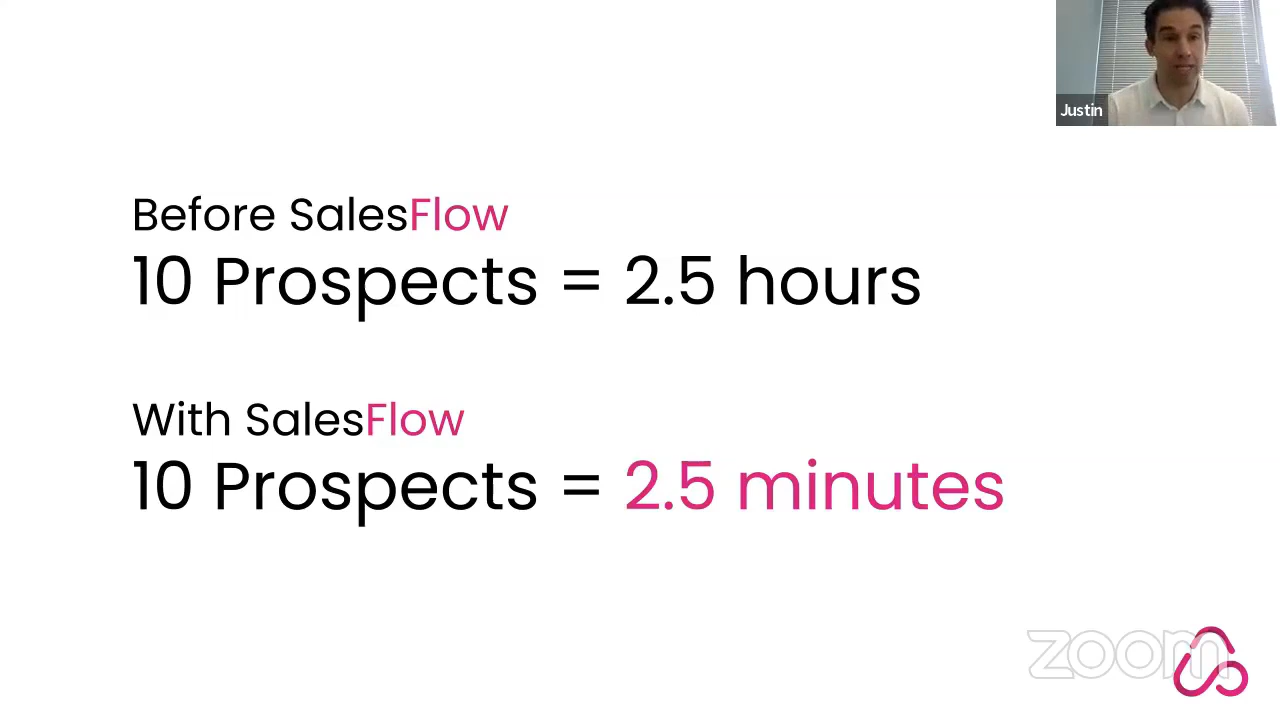 Justin
Before SalesFlow
10 Prospects = 2.5 hours
With SalesFlow
10 Prospects = 2.5 minutes
zoom